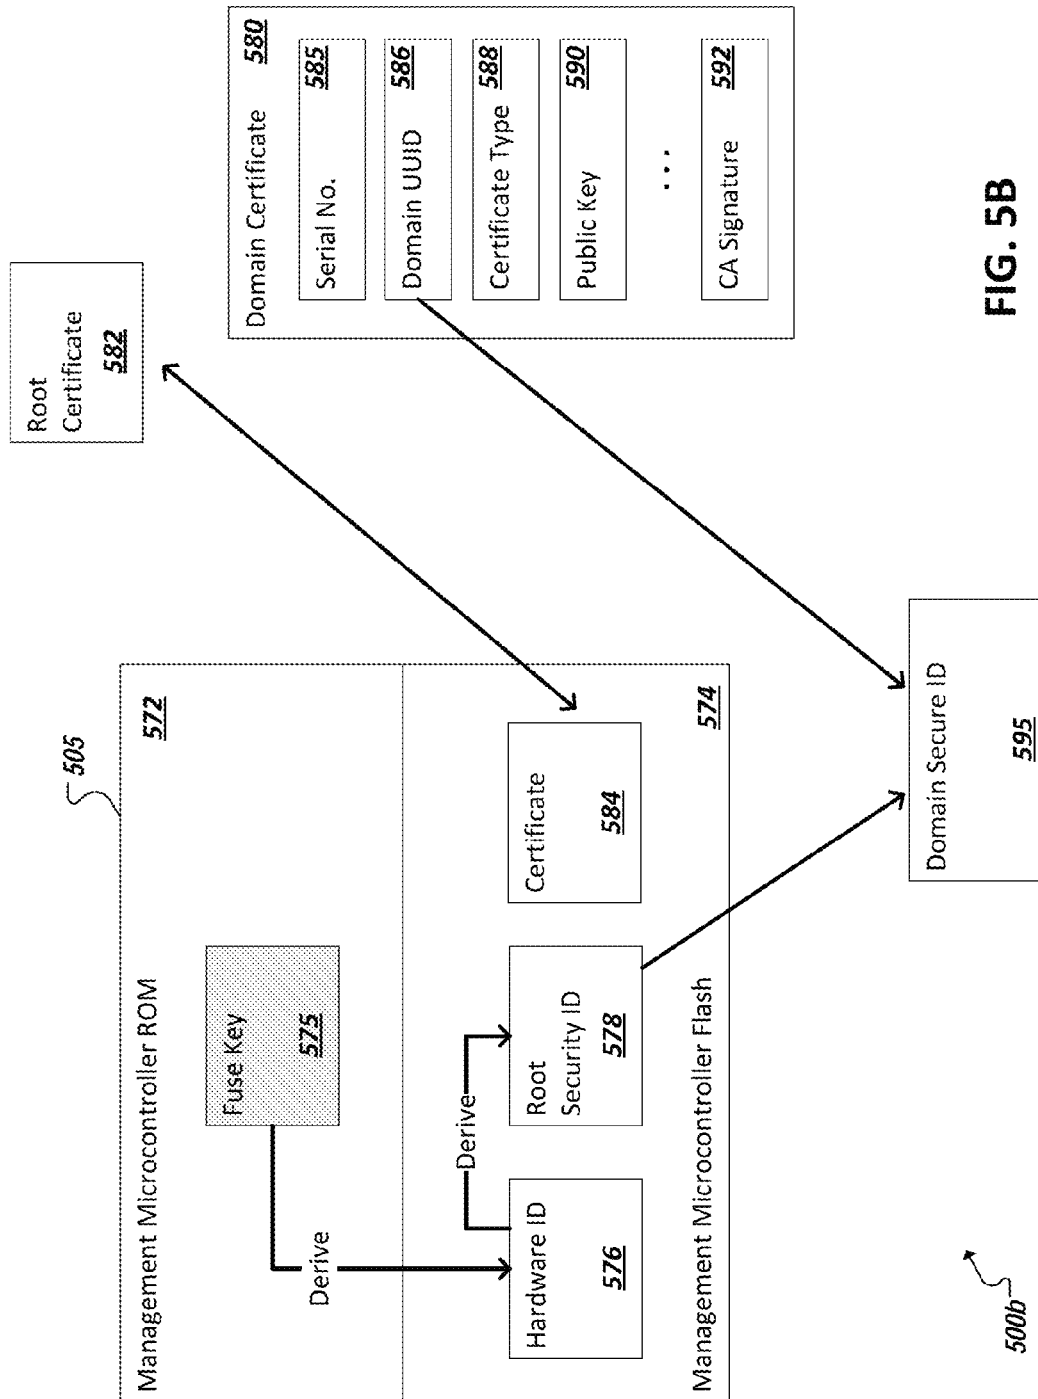 505
Management Microcontroller ROM
572
Fuse Key
575
Derive
Derive
Hardware ID
576
Root
Security ID
578
Certificate
584
Management Microcontroller Flash
574
Root
Certificate
582
Domain Certificate
580
Serial No.
585
Domain UUID
586
Certificate Type
588
Public Key
590
...
CA Signature
592
Domain Secure ID
595
500b
FIG. 5B